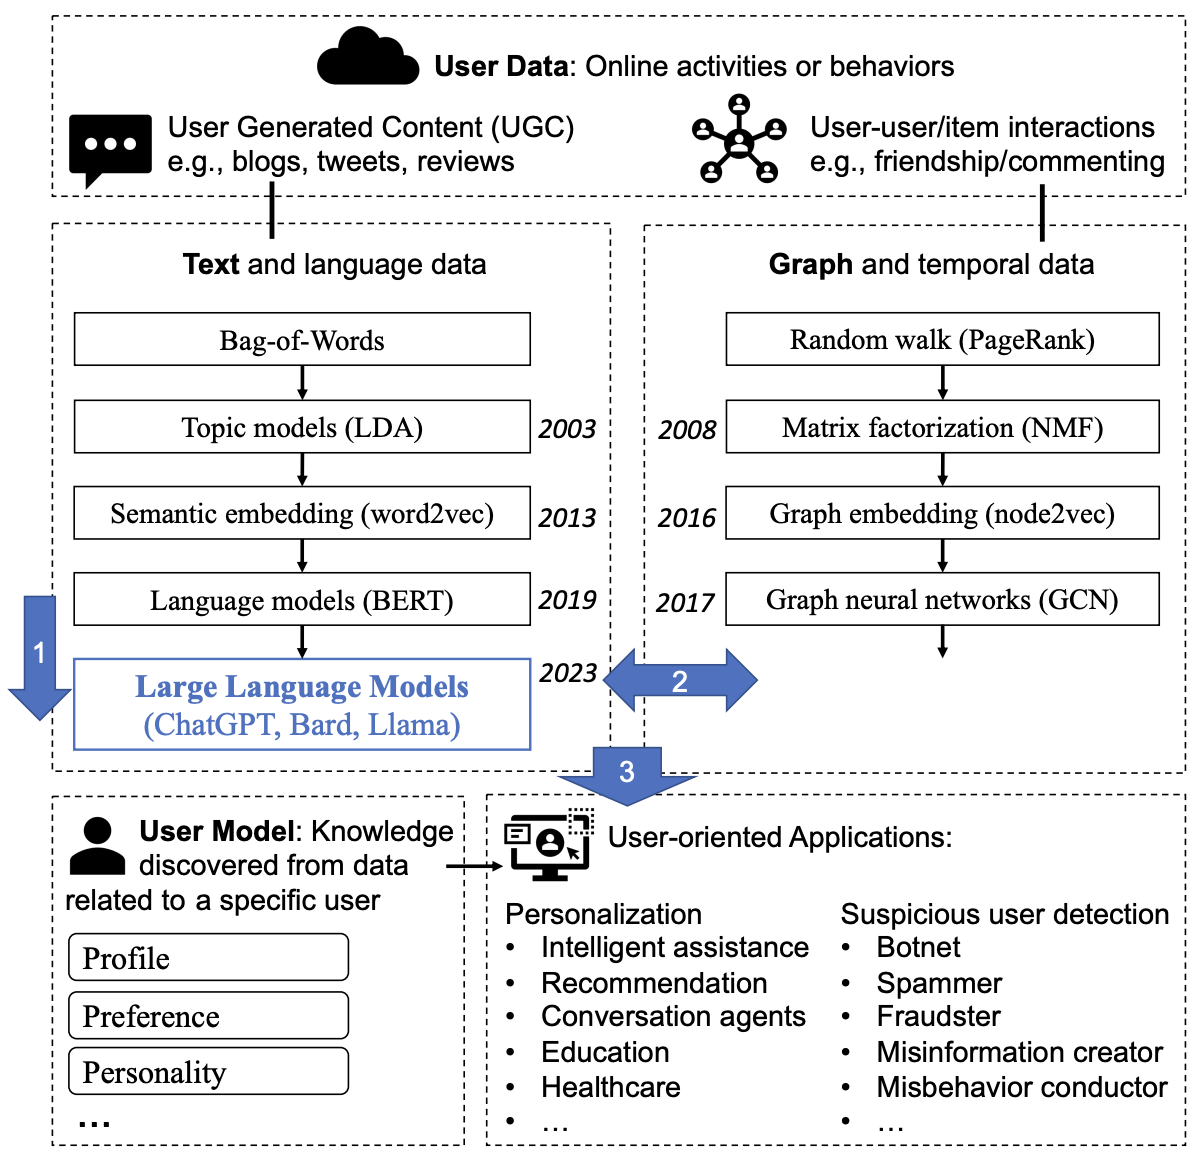 User Data: Online activities or behaviors
User Generated Content (UGC)
e.g., blogs, tweets, reviews
User-user/item interactions
e.g., friendship/commenting
Text and language data
Bag-of-Words
Topic models (LDA)
2003
Semantic embedding (word2vec)
2013
Language models (BERT)
2019
1
Large Language Models
(ChatGPT, Bard, Llama)
2023
Graph and temporal data
Random walk (PageRank)
2008
Matrix factorization (NMF)
2016
Graph embedding (node2vec)
2017
Graph neural networks (GCN)
2
3
User Model: Knowledge
discovered from data
related to a specific user
Profile
Preference
Personality
...
User-oriented Applications:
Personalization
• Intelligent assistance
• Recommendation
• Conversation agents
• Education
• Healthcare
• ...
Suspicious user detection
• Botnet
• Spammer
• Fraudster
• Misinformation creator
• Misbehavior conductor
• ...